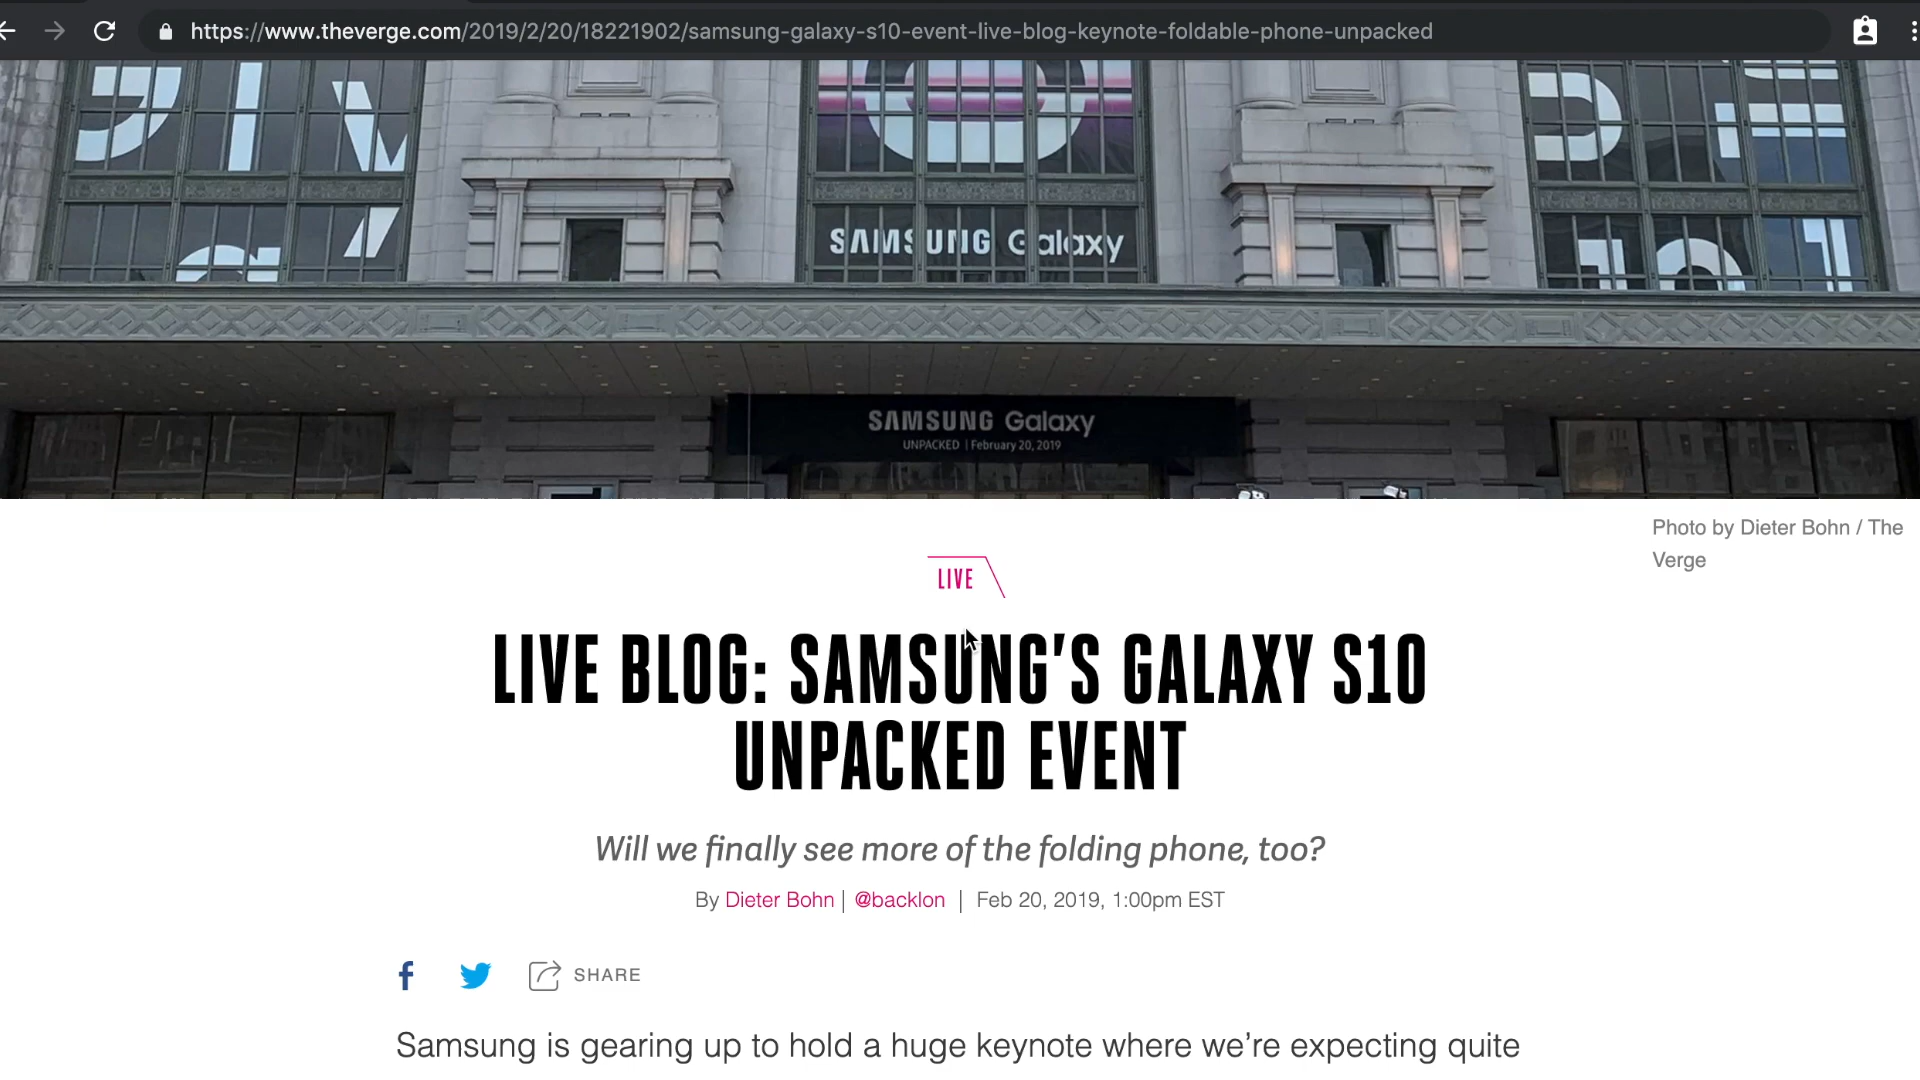 https://www.theverge.com/2019/2/20/18221902/samsung-galaxy-s10-event-live-blog-keynote-foldable-phone-unpacked
SAMSUNG Galaxy
SAMSUNG Galaxy
UNPACKED | February 20, 2019
Photo by Dieter Bohn / The
Verge
LIVE
LIVE BLOG: SAMSUNG'S GALAXY S10
UNPACKED EVENT
Will we finally see more of the folding phone, too?
By Dieter Bohn | @backlon | Feb 20, 2019, 1:00pm EST
SHARE
Samsung is gearing up to hold a huge keynote where we're expecting quite